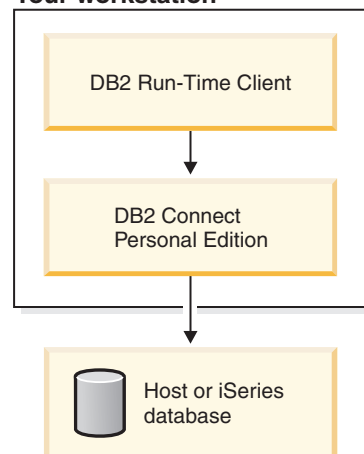 Your workstation
DB2 Run-Time Client
DB2 Connect
Personal Edition
Host or iSeries
database